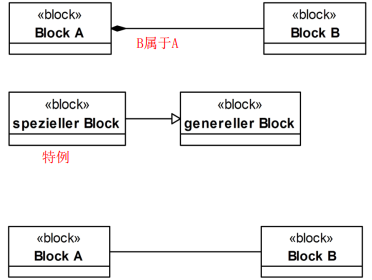 «block»
Block A
«block»
Block B
B属于A
«block»
spezieller Block
«block»
genereller Block
特例
«block»
Block A
«block»
Block B